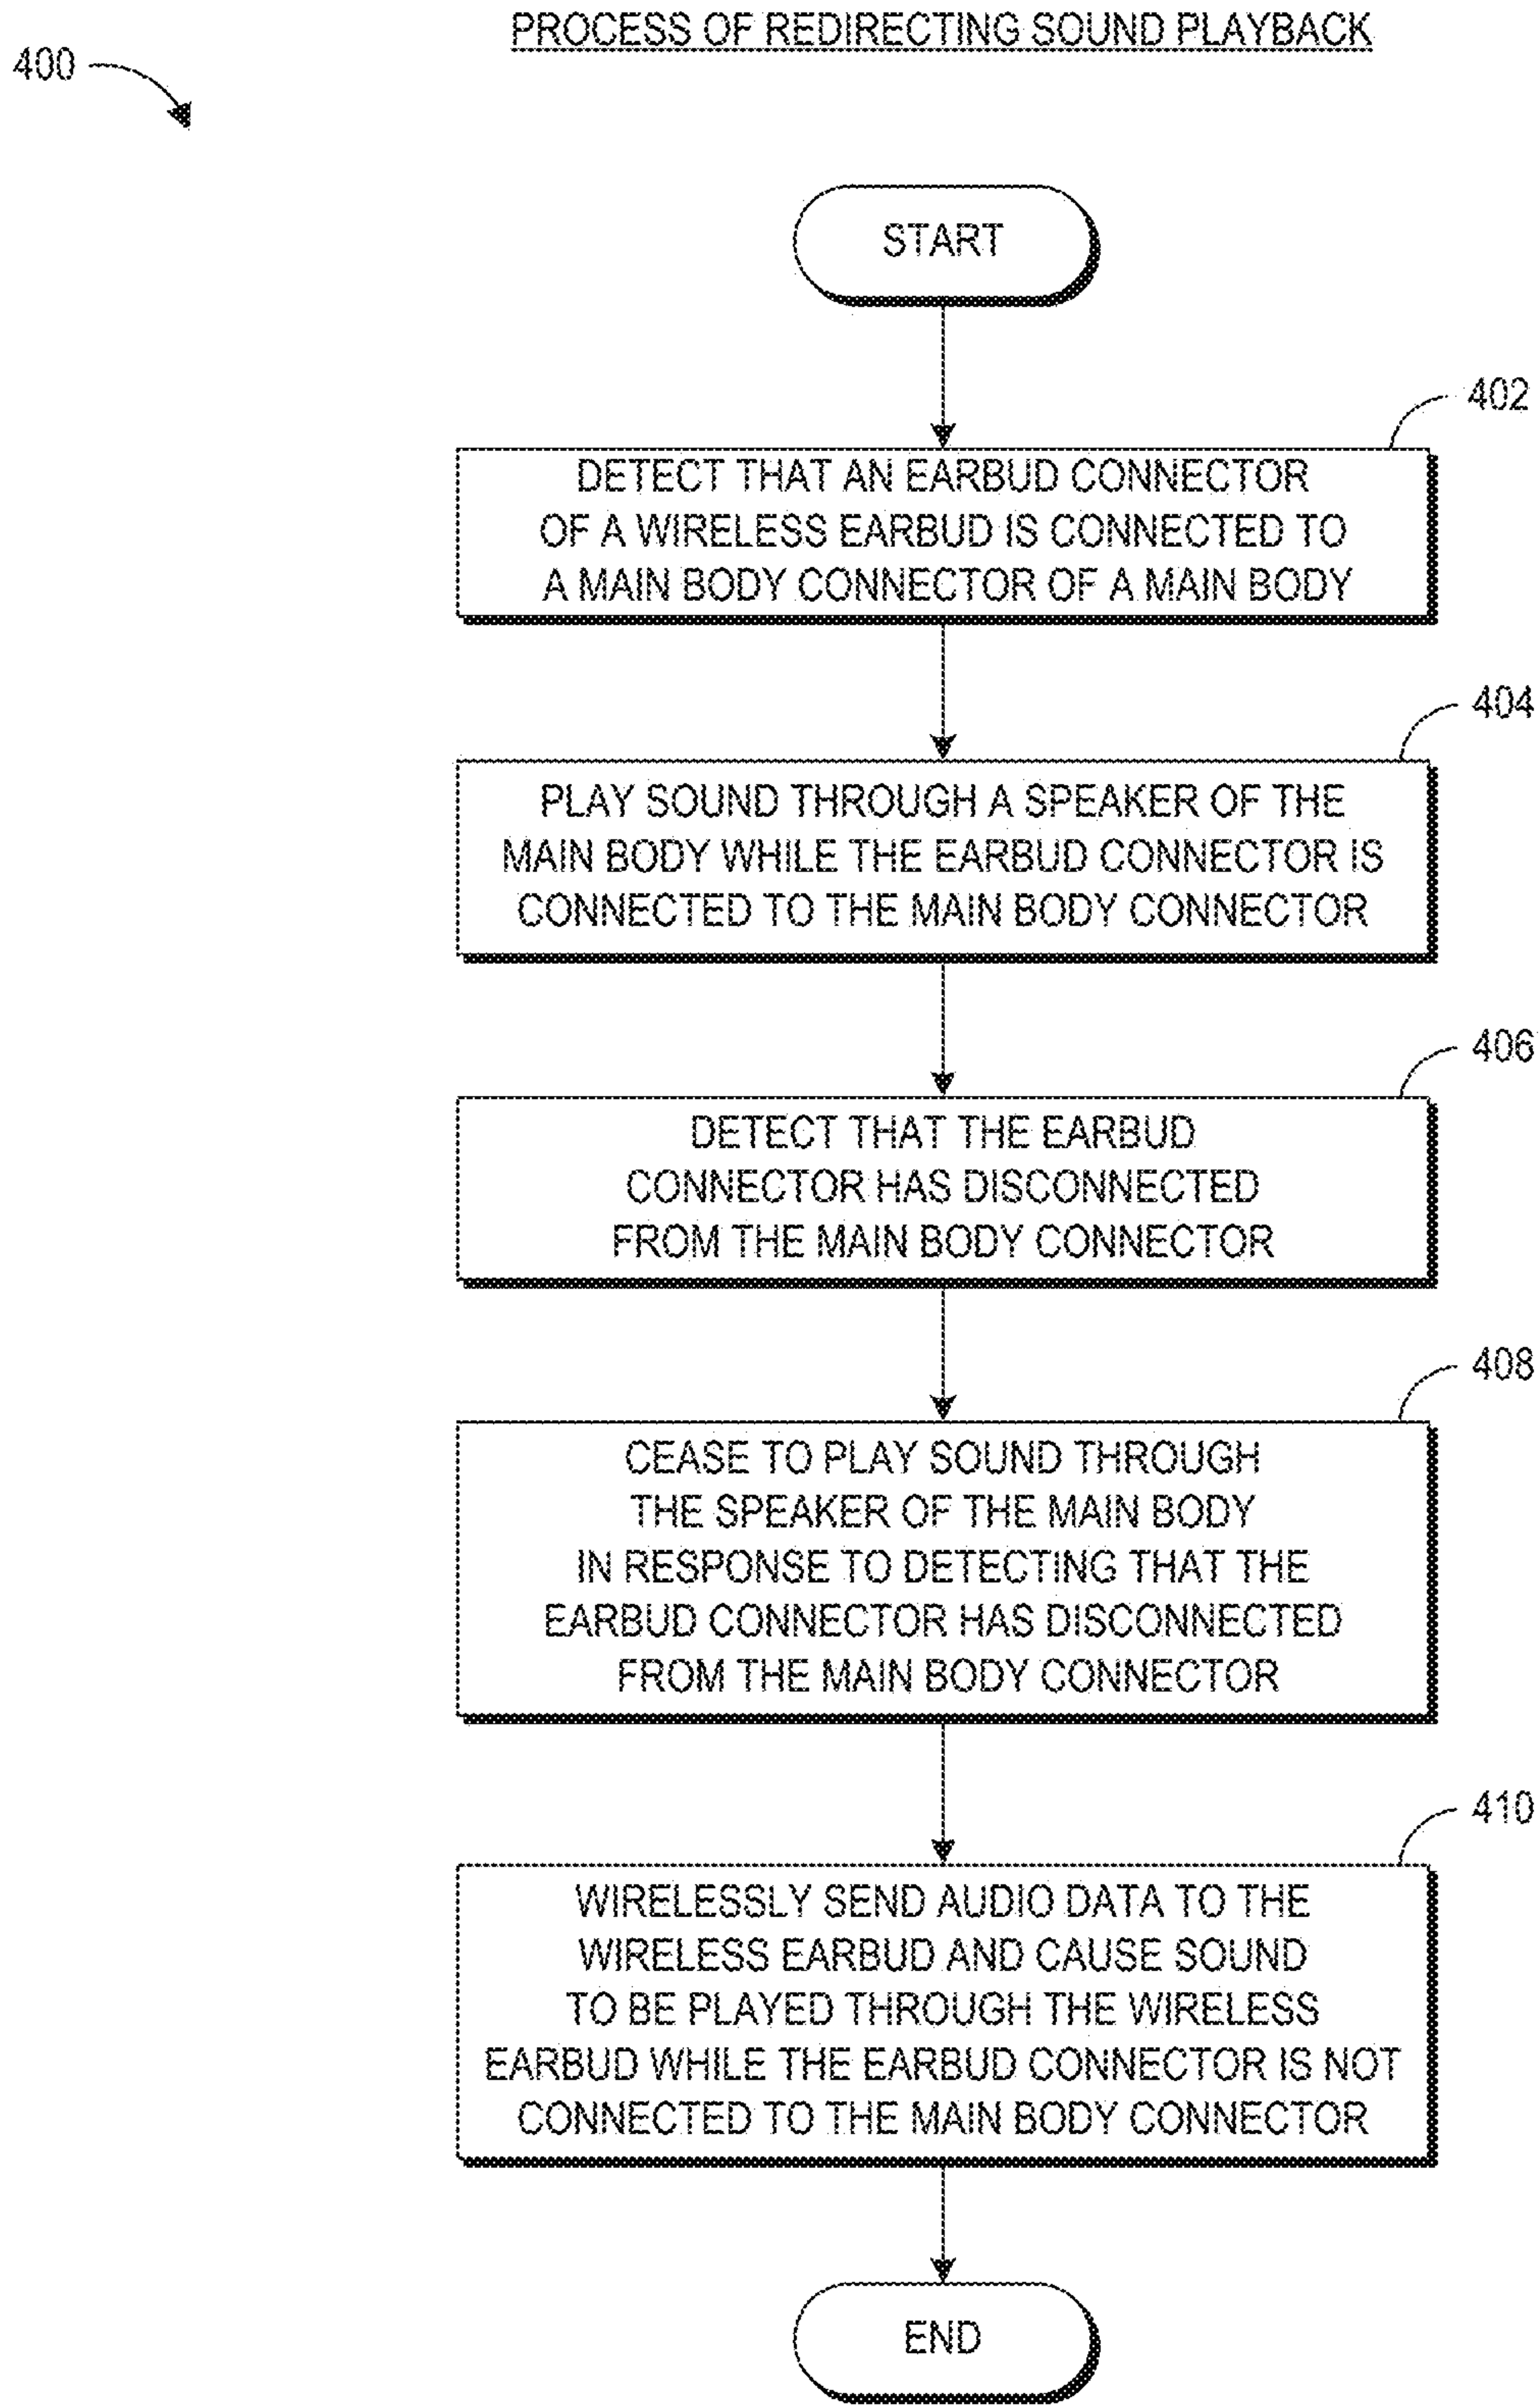 PROCESS OF REDIRECTING SOUND PLAYBACK
400
START
402
DETECT THAT AN EARBUD CONNECTOR
OF A WIRELESS EARBUD IS CONNECTED TO
A MAIN BODY CONNECTOR OF A MAIN BODY
404
PLAY SOUND THROUGH A SPEAKER OF THE
MAIN BODY WHILE THE EARBUD CONNECTOR IS
CONNECTED TO THE MAIN BODY CONNECTOR
406
DETECT THAT THE EARBUD
CONNECTOR HAS DISCONNECTED
FROM THE MAIN BODY CONNECTOR
408
CEASE TO PLAY SOUND THROUGH
THE SPEAKER OF THE MAIN BODY
IN RESPONSE TO DETECTING THAT THE
EARBUD CONNECTOR HAS DISCONNECTED
FROM THE MAIN BODY CONNECTOR
410
WIRELESSLY SEND AUDIO DATA TO THE
WIRELESS EARBUD AND CAUSE SOUND
TO BE PLAYED THROUGH THE WIRELESS
EARBUD WHILE THE EARBUD CONNECTOR IS NOT
CONNECTED TO THE MAIN BODY CONNECTOR
END